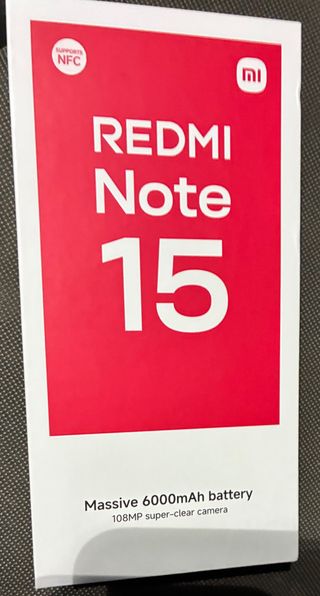 SUPPORTS
NFC
mi
REDMI
Note
15
Massive 6000mAh battery
108MP super-clear camera